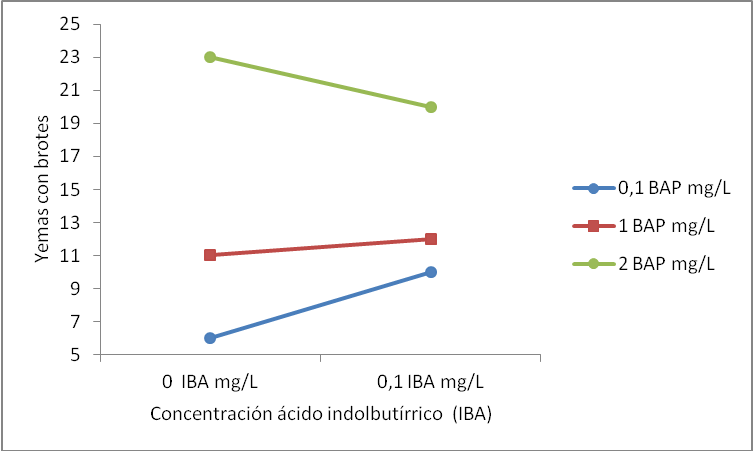 25
23
21
19
17
15
13
11
9
7
5
Yemas con brotes
0 IBA mg/L
0,1 IBA mg/L
Concentración ácido indolbutírrico (IBA)
0,1 BAP mg/L
1 BAP mg/L
2 BAP mg/L